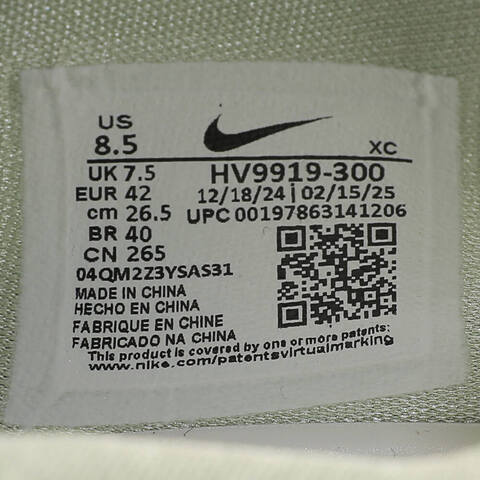 US
8.5
XC
UK 7.5
HV9919-300
EUR 42
12/18/24 | 02/15/25
cm 26.5
UPC 00197863141206
BR 40
CN 265
04QM2Z3YSAS31
MADE IN CHINA
HECHO EN CHINA
FABRIQUE EN CHINE
FABRICADO NA CHINA
This product is covered by one or more patents:
www.nike.com/patentsvirtualmarking